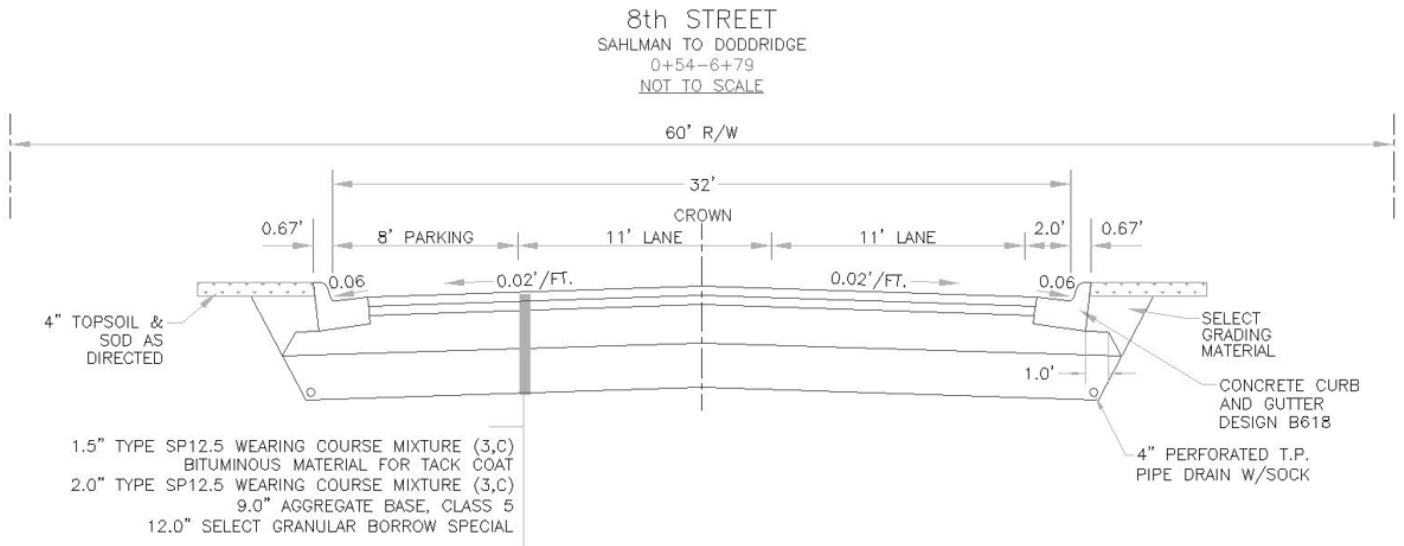 8th STREET
SAHLMAN TO DODDRIDGE
0+54-6+79
NOT TO SCALE
60' R/W
32'
CROWN
0.67'
8' PARKING
11' LANE
11' LANE
2.0'
0.67'
0.06
0.02'/FT.
0.02'/FT.
0.06
4" TOPSOIL &
SOD AS
DIRECTED
SELECT
GRADING
MATERIAL
1.0'
CONCRETE CURB
AND GUTTER
DESIGN B618
4" PERFORATED T.P.
PIPE DRAIN W/SOCK
1.5" TYPE SP12.5 WEARING COURSE MIXTURE (3,C)
BITUMINOUS MATERIAL FOR TACK COAT
2.0" TYPE SP12.5 WEARING COURSE MIXTURE (3,C)
9.0" AGGREGATE BASE, CLASS 5
12.0" SELECT GRANULAR BORROW SPECIAL